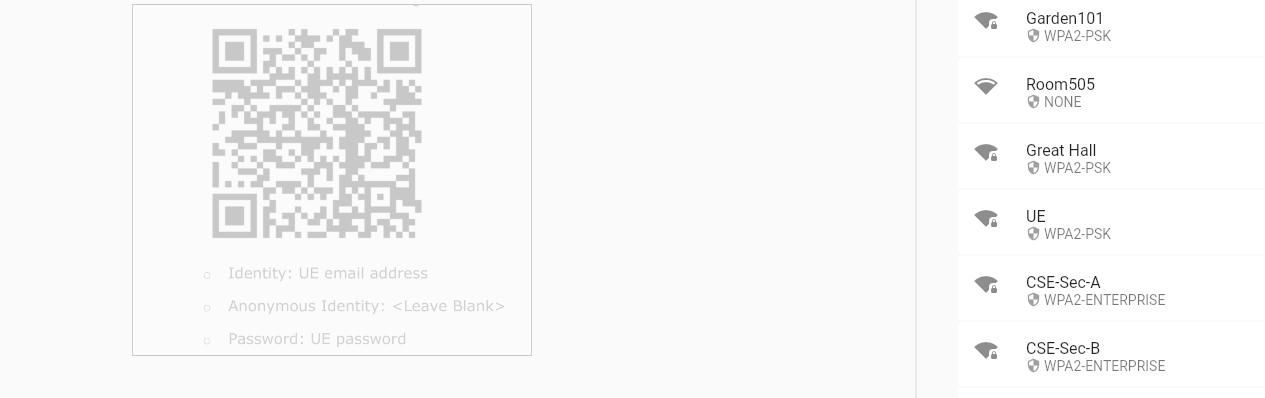 Identity: UE email address
Anonymous Identity: <Leave Blank>
Password: UE password
Garden101
WPA2-PSK
Room505
NONE
Great Hall
WPA2-PSK
UE
WPA2-PSK
CSE-Sec-A
WPA2-ENTERPRISE
CSE-Sec-B
WPA2-ENTERPRISE